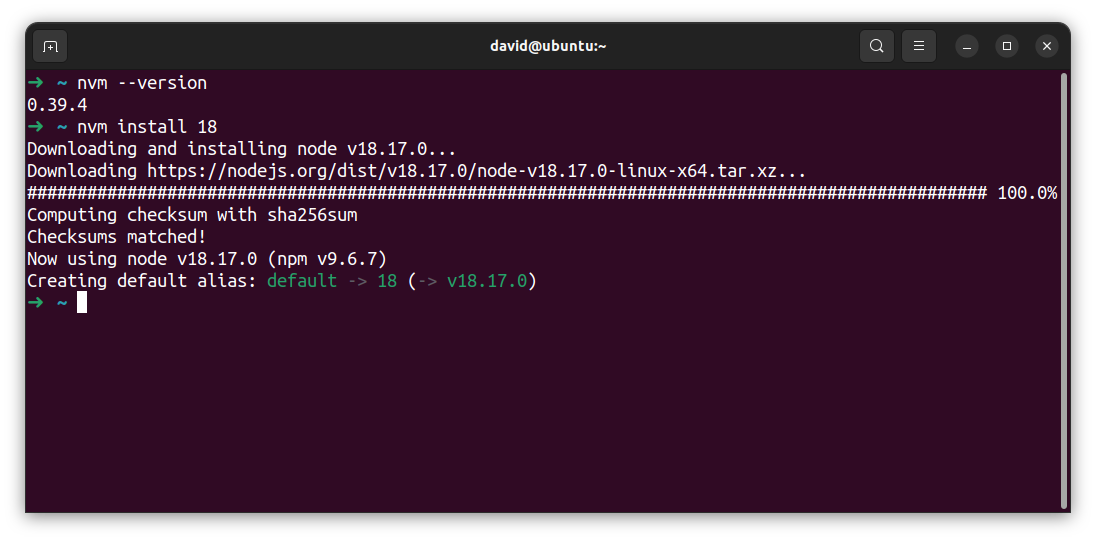 david@ubuntu:~
➜ ~ nvm --version
0.39.4
➜ ~ nvm install 18
Downloading and installing node v18.17.0...
Downloading https://nodejs.org/dist/v18.17.0/node-v18.17.0-linux-x64.tar.xz...
################################################################################################ 100.0%
Computing checksum with sha256sum
Checksums matched!
Now using node v18.17.0 (npm v9.6.7)
Creating default alias: default -> 18 (-> v18.17.0)
➜ ~